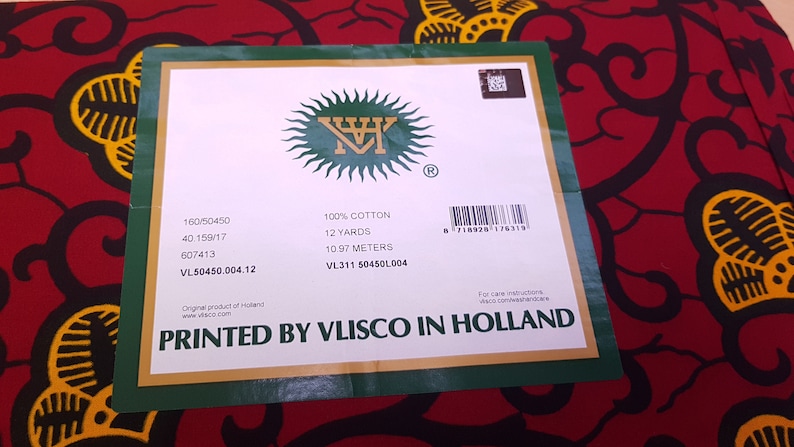 VH
®
160/50450
40.159/17
607413
VL50450.004.12
100% COTTON
12 YARDS
10.97 METERS
VL311 50450L004
8 718928 176319
Original product of Holland
www.vlisco.com
For care instructions:
vlisco.com/washandcare
PRINTED BY VLISCO IN HOLLAND